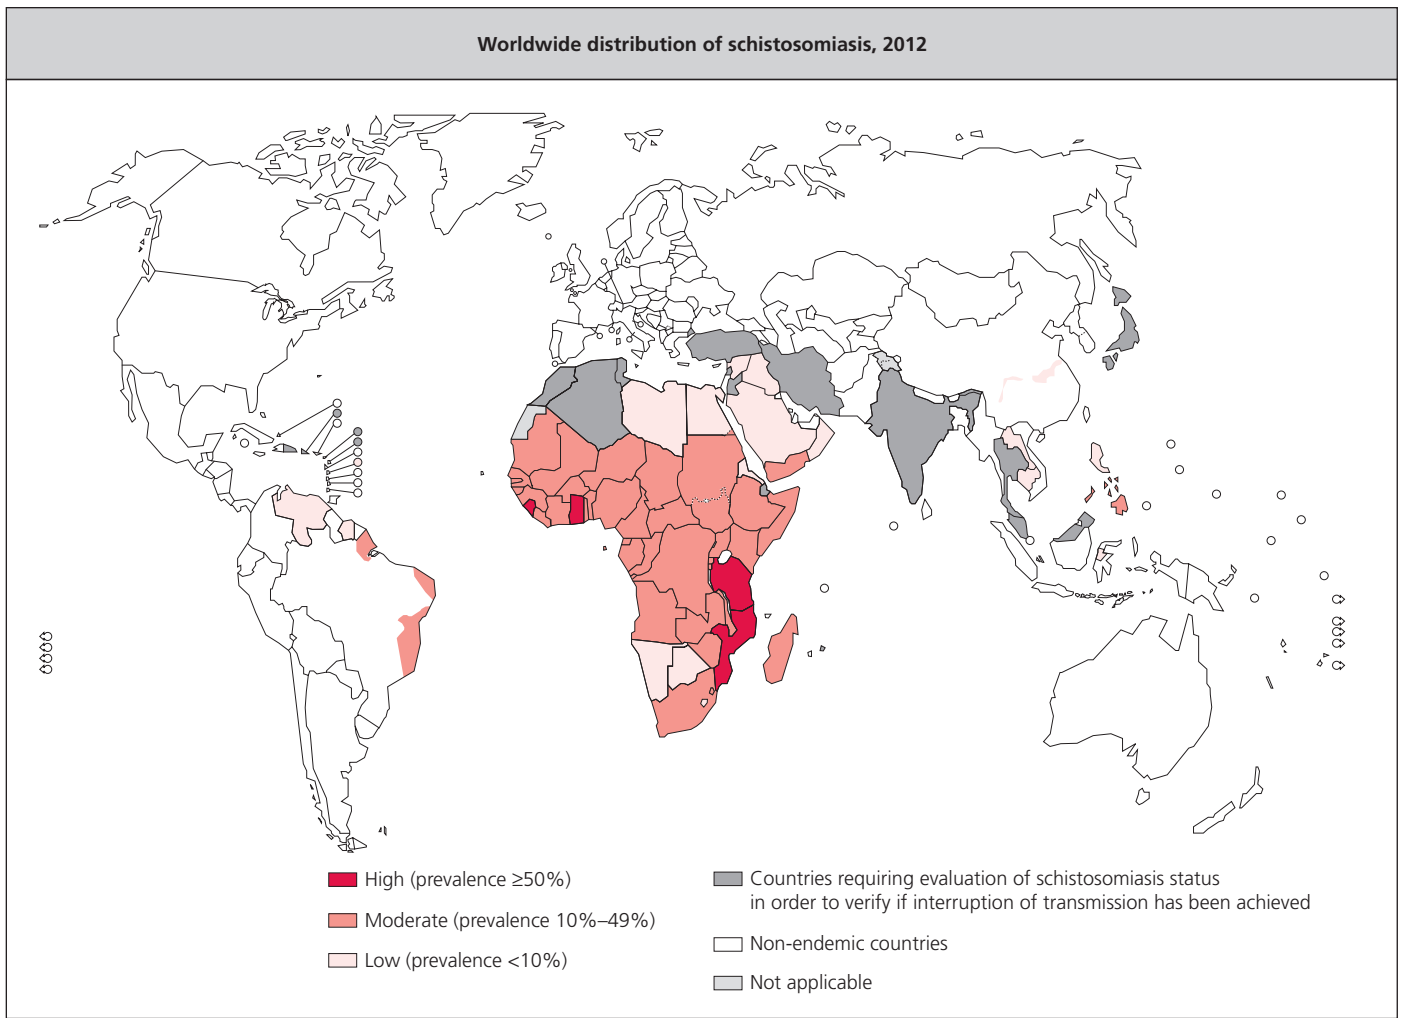 Worldwide distribution of schistosomiasis, 2012
High (prevalence ≥50%)
Moderate (prevalence 10%–49%)
Low (prevalence <10%)
Countries requiring evaluation of schistosomiasis status
in order to verify if interruption of transmission has been achieved
Non-endemic countries
Not applicable